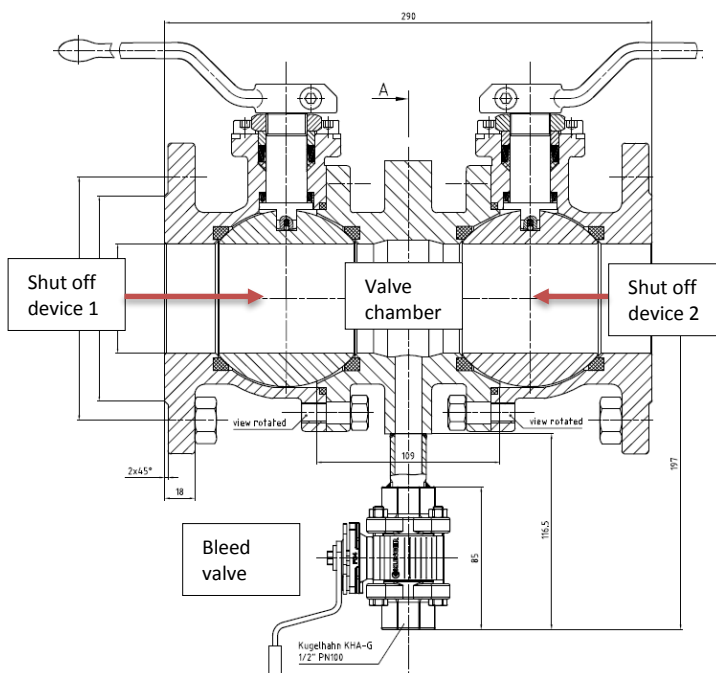 290
A
Shut off
device 1
Valve
chamber
Shut off
device 2
view rotated
view rotated
109
2x45°
18
197
116.5
85
Bleed
valve
Kugelhahn KHA-G
1/2" PN100